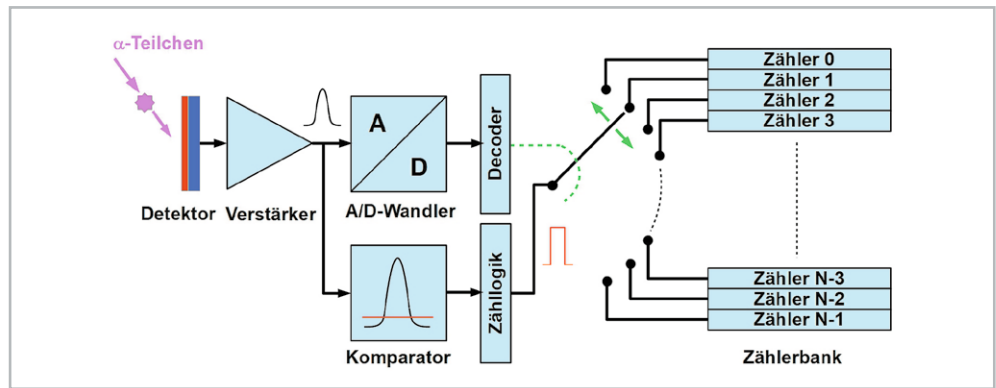 α-Teilchen
Detektor
Verstärker
A
D
A/D-Wandler
Decoder
Komparator
Zähllogik
Zähler 0
Zähler 1
Zähler 2
Zähler 3
Zähler N-3
Zähler N-2
Zähler N-1
Zählerbank